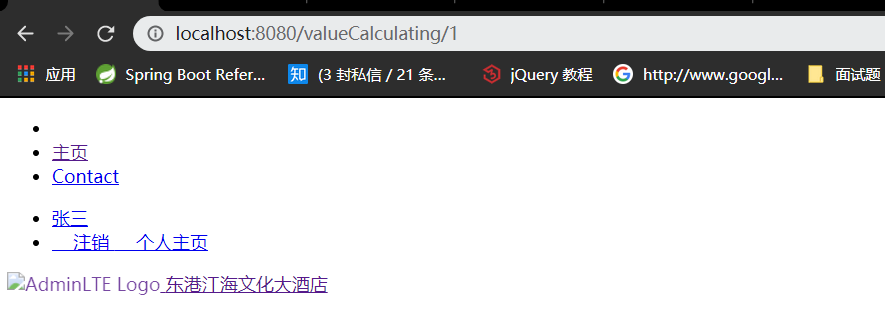 localhost:8080/valueCalculating/1
应用 Spring Boot Refer... 知 (3 封私信 / 21 条... jQuery 教程 G http://www.googl... 面试题
主页
Contact
张三
注销 个人主页
AdminLTE Logo 东港汀海文化大酒店